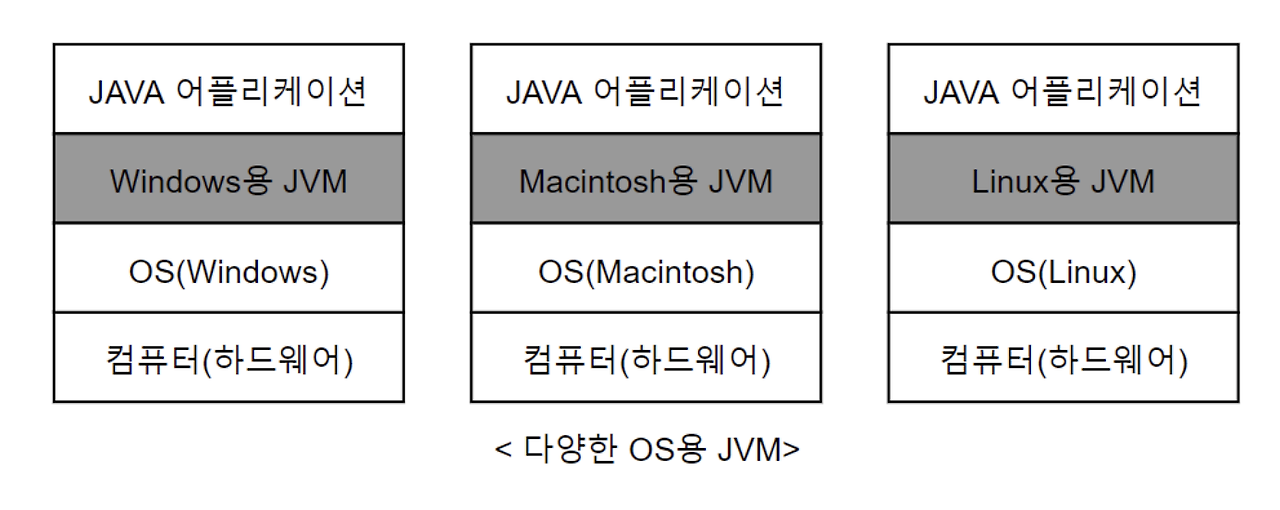 JAVA 어플리케이션
Windows용 JVM
OS(Windows)
컴퓨터(하드웨어)
JAVA 어플리케이션
Macintosh용 JVM
OS(Macintosh)
컴퓨터(하드웨어)
JAVA 어플리케이션
Linux용 JVM
OS(Linux)
컴퓨터(하드웨어)
< 다양한 OS용 JVM>